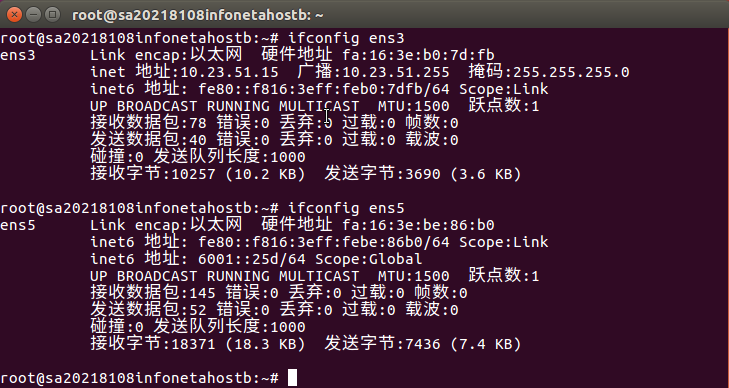 root@sa20218108infonetahostb: ~
root@sa20218108infonetahostb:~# ifconfig ens3
ens3 Link encap:以太网 硬件地址 fa:16:3e:b0:7d:fb
inet 地址:10.23.51.15 广播:10.23.51.255 掩码:255.255.255.0
inet6 地址: fe80::f816:3eff:feb0:7dfb/64 Scope:Link
UP BROADCAST RUNNING MULTICAST MTU:1500 跃点数:1
接收数据包:78 错误:0 丢弃:0 过载:0 帧数:0
发送数据包:40 错误:0 丢弃:0 过载:0 载波:0
碰撞:0 发送队列长度:1000
接收字节:10257 (10.2 KB) 发送字节:3690 (3.6 KB)
root@sa20218108infonetahostb:~# ifconfig ens5
ens5 Link encap:以太网 硬件地址 fa:16:3e:be:86:b0
inet6 地址: fe80::f816:3eff:febe:86b0/64 Scope:Link
inet6 地址: 6001::25d/64 Scope:Global
UP BROADCAST RUNNING MULTICAST MTU:1500 跃点数:1
接收数据包:145 错误:0 丢弃:0 过载:0 帧数:0
发送数据包:52 错误:0 丢弃:0 过载:0 载波:0
碰撞:0 发送队列长度:1000
接收字节:18371 (18.3 KB) 发送字节:7436 (7.4 KB)
root@sa20218108infonetahostb:~#